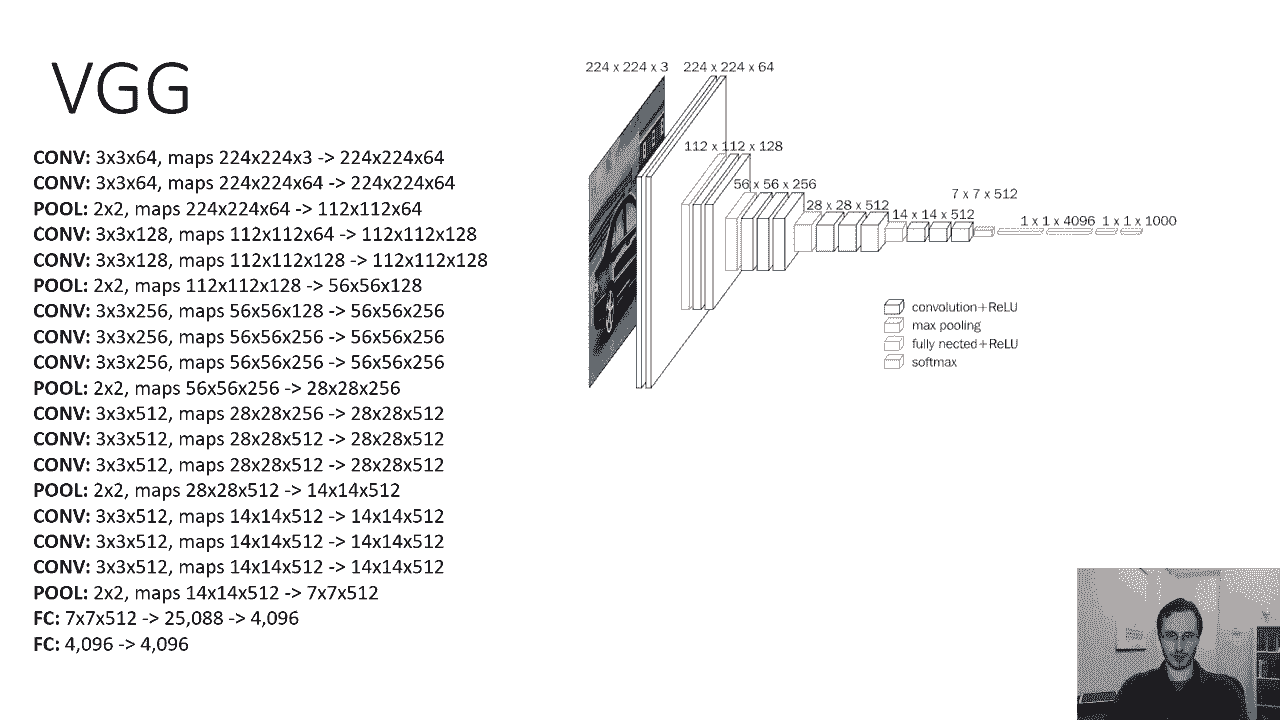 VGG
CONV: 3x3x64, maps 224x224x3 -> 224x224x64
CONV: 3x3x64, maps 224x224x64 -> 224x224x64
POOL: 2x2, maps 224x224x64 -> 112x112x64
CONV: 3x3x128, maps 112x112x64 -> 112x112x128
CONV: 3x3x128, maps 112x112x128 -> 112x112x128
POOL: 2x2, maps 112x112x128 -> 56x56x128
CONV: 3x3x256, maps 56x56x128 -> 56x56x256
CONV: 3x3x256, maps 56x56x256 -> 56x56x256
CONV: 3x3x256, maps 56x56x256 -> 56x56x256
POOL: 2x2, maps 56x56x256 -> 28x28x256
CONV: 3x3x512, maps 28x28x256 -> 28x28x512
CONV: 3x3x512, maps 28x28x512 -> 28x28x512
CONV: 3x3x512, maps 28x28x512 -> 28x28x512
POOL: 2x2, maps 28x28x512 -> 14x14x512
CONV: 3x3x512, maps 14x14x512 -> 14x14x512
CONV: 3x3x512, maps 14x14x512 -> 14x14x512
CONV: 3x3x512, maps 14x14x512 -> 14x14x512
POOL: 2x2, maps 14x14x512 -> 7x7x512
FC: 7x7x512 -> 25,088 -> 4,096
FC: 4,096 -> 4,096
224 x 224 x 3
224 x 224 x 64
112 x 112 x 128
56 x 56 x 256
28 x 28 x 512
14 x 14 x 512
7 x 7 x 512
1 x 1 x 4096
1 x 1 x 1000
convolution+ReLU
max pooling
fully nected+ReLU
softmax